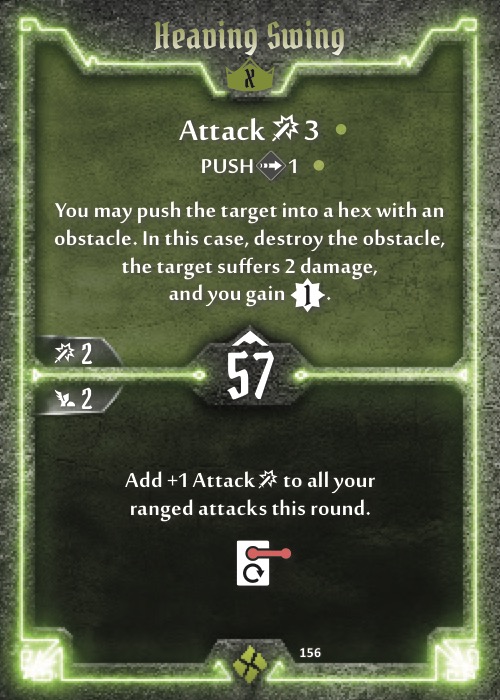 Heaving Swing
X
Attack 3
PUSH 1
You may push the target into a hex with an
obstacle. In this case, destroy the obstacle,
the target suffers 2 damage,
and you gain 1.
2
57
2
Add +1 Attack to all your
ranged attacks this round.
156